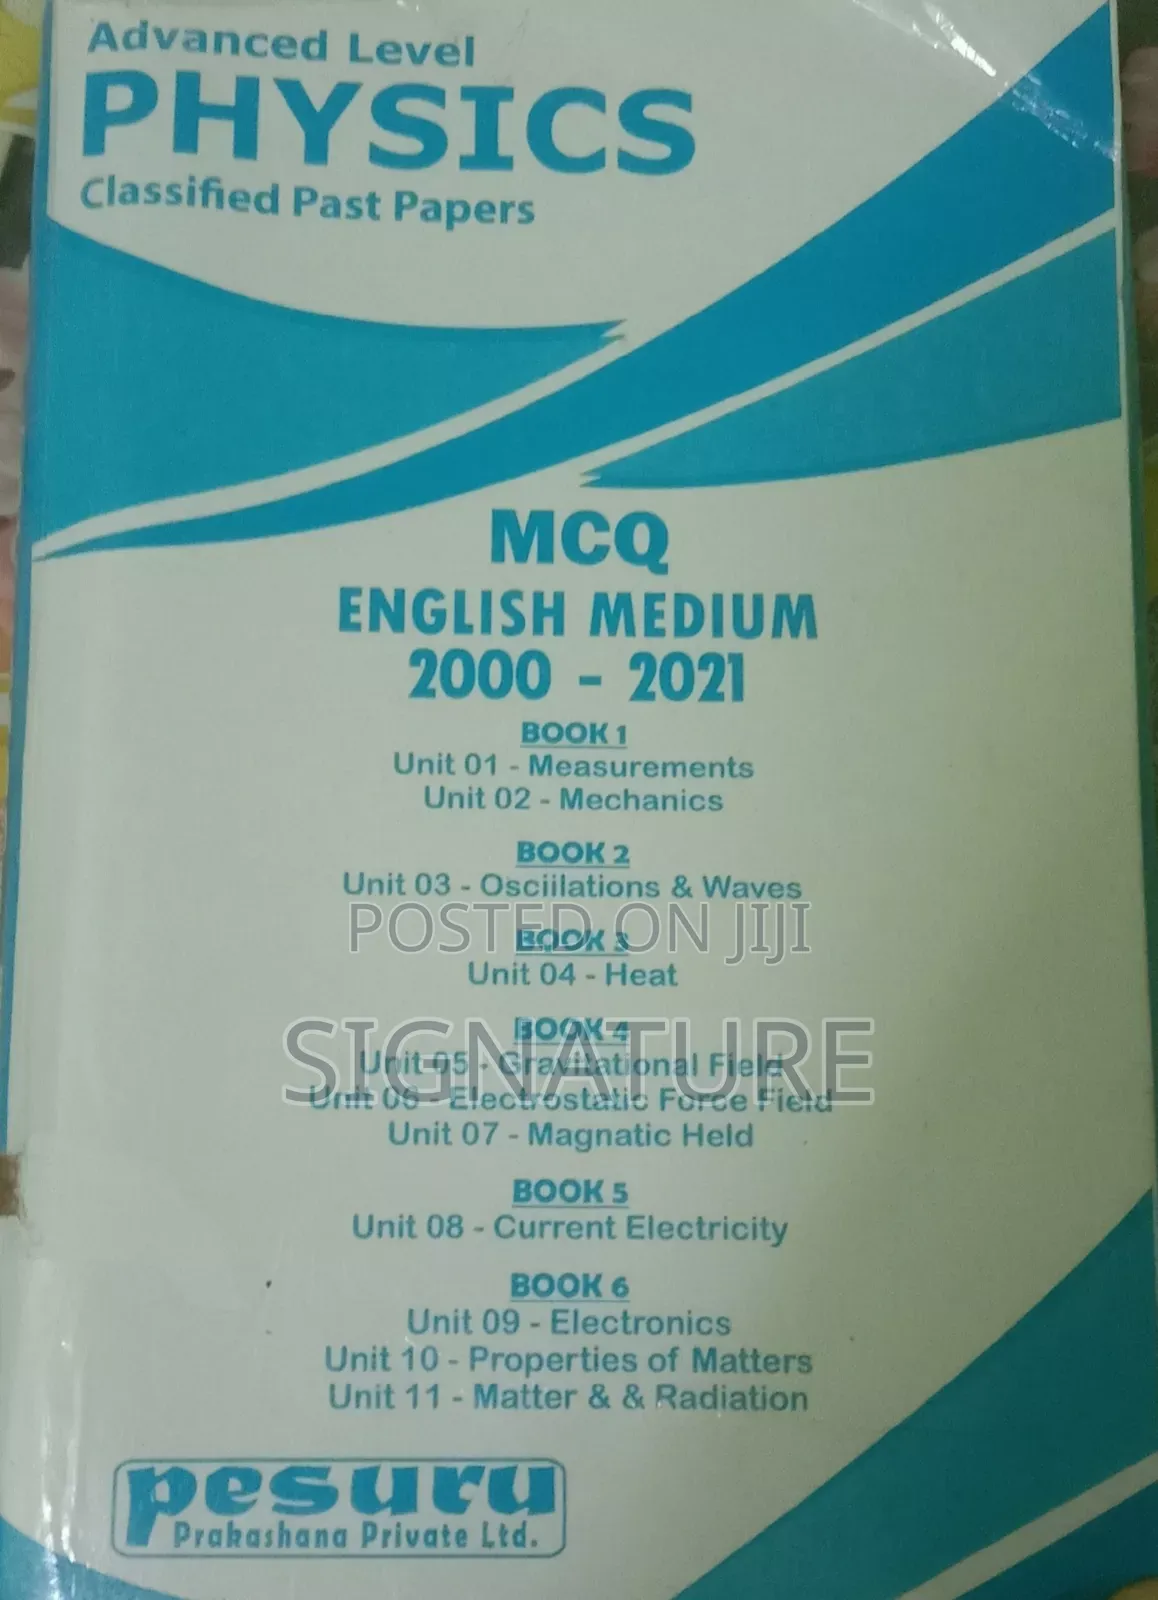 Advanced Level
PHYSICS
Classified Past Papers
MCQ
ENGLISH MEDIUM
2000 - 2021
BOOK 1
Unit 01 - Measurements
Unit 02 - Mechanics
BOOK 2
Unit 03 - Osciilations & Waves
POSTED ON JIJI
BOOK 3
Unit 04 - Heat
BOOK 4
SIGNATURE
Unit 05 - Gravitational Field
Unit 06 - Electrostatic Force Field
Unit 07 - Magnatic Held
BOOK 5
Unit 08 - Current Electricity
BOOK 6
Unit 09 - Electronics
Unit 10 - Properties of Matters
Unit 11 - Matter & & Radiation
pesuru
Prakashana Private Ltd.